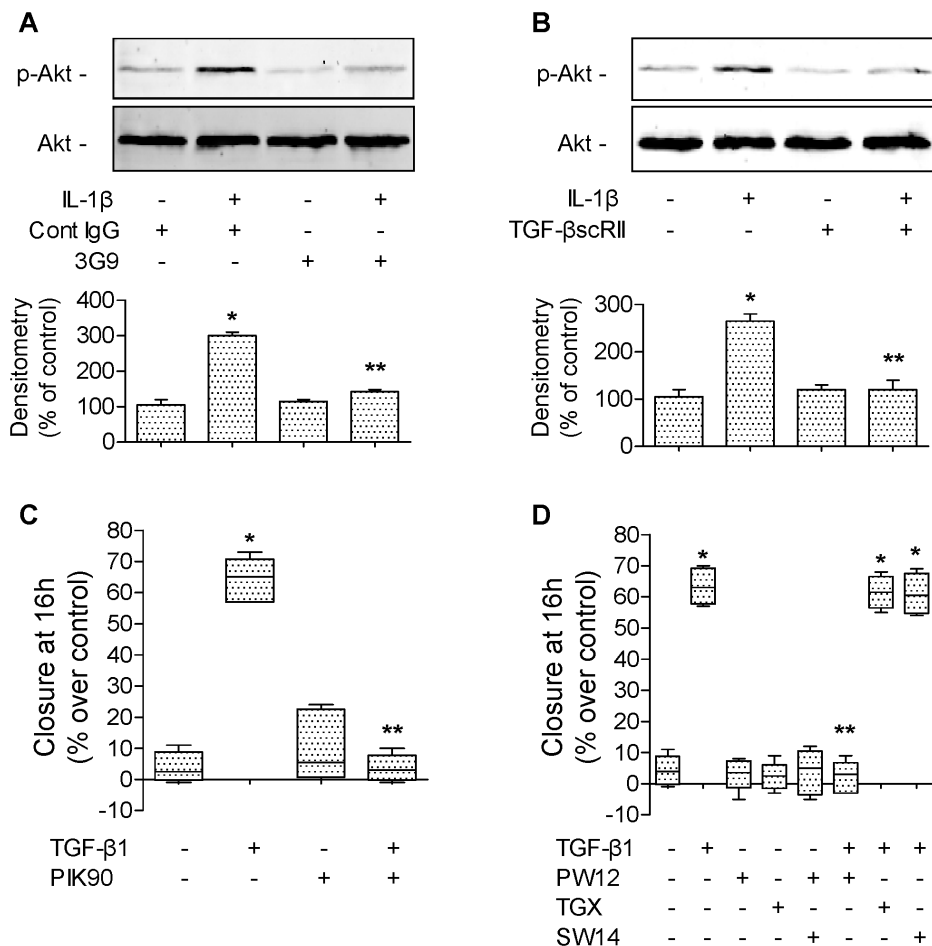 A
p-Akt -
Akt -
IL-1β - + - +
Cont IgG + + - -
3G9 - - + +
Densitometry
(% of control)
400
300
200
100
0
*
**
B
p-Akt -
Akt -
IL-1β - + - +
TGF-βscRII - - + +
Densitometry
(% of control)
300
200
100
0
*
**
C
Closure at 16h
(% over control)
80
70
60
50
40
30
20
10
0
-10
*
**
TGF-β1 - + - +
PIK90 - - + +
D
Closure at 16h
(% over control)
80
70
60
50
40
30
20
10
0
-10
*
**
*
*
TGF-β1 - + - - - + + +
PW12 - - + - + + - -
TGX - - - + - - + -
SW14 - - - - + - - +